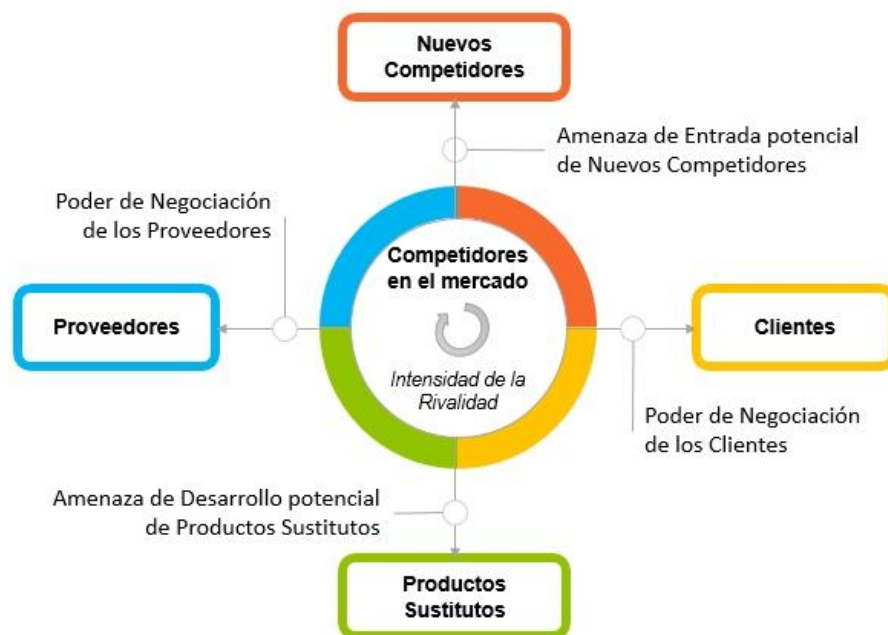 Nuevos
Competidores
Amenaza de Entrada potencial
de Nuevos Competidores
Poder de Negociación
de los Proveedores
Competidores
en el mercado
Proveedores
Clientes
Intensidad de la
Rivalidad
Poder de Negociación
de los Clientes
Amenaza de Desarrollo potencial
de Productos Sustitutos
Productos
Sustitutos